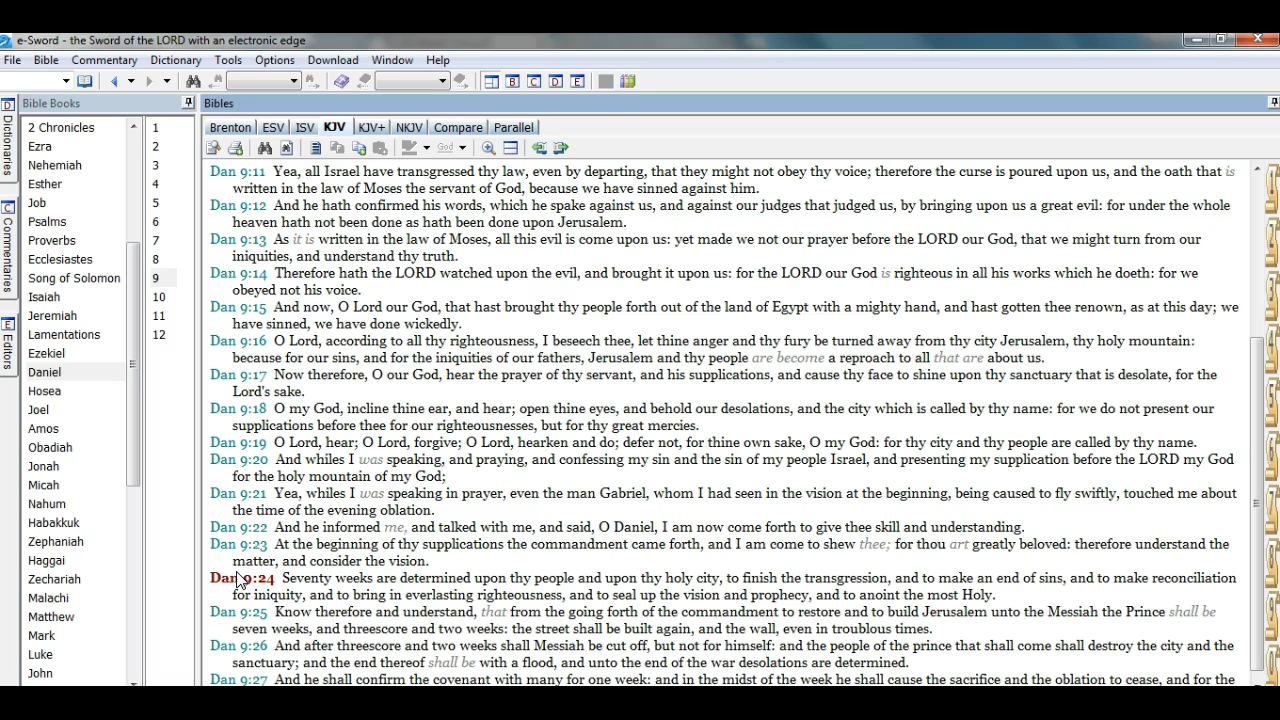 e-Sword - the Sword of the LORD with an electronic edge
File Bible Commentary Dictionary Tools Options Download Window Help
B C D E
Bible Books
Bibles
D Dictionaries
C Commentaries
E Editors
2 Chronicles
Ezra
Nehemiah
Esther
Job
Psalms
Proverbs
Ecclesiastes
Song of Solomon
Isaiah
Jeremiah
Lamentations
Ezekiel
Daniel
Hosea
Joel
Amos
Obadiah
Jonah
Micah
Nahum
Habakkuk
Zephaniah
Haggai
Zechariah
Malachi
Matthew
Mark
Luke
John
1
2
3
4
5
6
7
8
9
10
11
12
Brenton ESV ISV KJV KJV+ NKJV Compare Parallel
God
Dan 9:11 Yea, all Israel have transgressed thy law, even by departing, that they might not obey thy voice; therefore the curse is poured upon us, and the oath that is
written in the law of Moses the servant of God, because we have sinned against him.
Dan 9:12 And he hath confirmed his words, which he spake against us, and against our judges that judged us, by bringing upon us a great evil: for under the whole
heaven hath not been done as hath been done upon Jerusalem.
Dan 9:13 As it is written in the law of Moses, all this evil is come upon us: yet made we not our prayer before the LORD our God, that we might turn from our
iniquities, and understand thy truth.
Dan 9:14 Therefore hath the LORD watched upon the evil, and brought it upon us: for the LORD our God is righteous in all his works which he doeth: for we
obeyed not his voice.
Dan 9:15 And now, O Lord our God, that hast brought thy people forth out of the land of Egypt with a mighty hand, and hast gotten thee renown, as at this day; we
have sinned, we have done wickedly.
Dan 9:16 O Lord, according to all thy righteousness, I beseech thee, let thine anger and thy fury be turned away from thy city Jerusalem, thy holy mountain:
because for our sins, and for the iniquities of our fathers, Jerusalem and thy people are become a reproach to all that are about us.
Dan 9:17 Now therefore, O our God, hear the prayer of thy servant, and his supplications, and cause thy face to shine upon thy sanctuary that is desolate, for the
Lord's sake.
Dan 9:18 O my God, incline thine ear, and hear; open thine eyes, and behold our desolations, and the city which is called by thy name: for we do not present our
supplications before thee for our righteousnesses, but for thy great mercies.
Dan 9:19 O Lord, hear; O Lord, forgive; O Lord, hearken and do; defer not, for thine own sake, O my God: for thy city and thy people are called by thy name.
Dan 9:20 And whiles I was speaking, and praying, and confessing my sin and the sin of my people Israel, and presenting my supplication before the LORD my God
for the holy mountain of my God;
Dan 9:21 Yea, whiles I was speaking in prayer, even the man Gabriel, whom I had seen in the vision at the beginning, being caused to fly swiftly, touched me about
the time of the evening oblation.
Dan 9:22 And he informed me, and talked with me, and said, O Daniel, I am now come forth to give thee skill and understanding.
Dan 9:23 At the beginning of thy supplications the commandment came forth, and I am come to shew thee; for thou art greatly beloved: therefore understand the
matter, and consider the vision.
Dan 9:24 Seventy weeks are determined upon thy people and upon thy holy city, to finish the transgression, and to make an end of sins, and to make reconciliation
for iniquity, and to bring in everlasting righteousness, and to seal up the vision and prophecy, and to anoint the most Holy.
Dan 9:25 Know therefore and understand, that from the going forth of the commandment to restore and to build Jerusalem unto the Messiah the Prince shall be
seven weeks, and threescore and two weeks: the street shall be built again, and the wall, even in troublous times.
Dan 9:26 And after threescore and two weeks shall Messiah be cut off, but not for himself: and the people of the prince that shall come shall destroy the city and the
sanctuary; and the end thereof shall be with a flood, and unto the end of the war desolations are determined.
Dan 9:27 And he shall confirm the covenant with many for one week: and in the midst of the week he shall cause the sacrifice and the oblation to cease, and for the
1
2
3
4
5
6
7
8
9